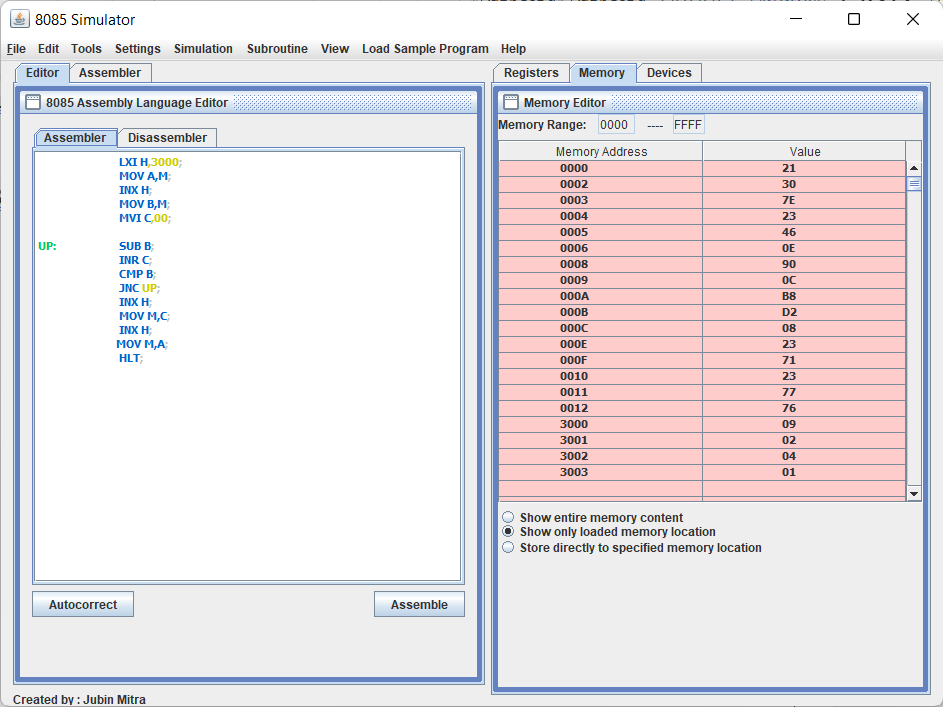 8085 Simulator
File Edit Tools Settings Simulation Subroutine View Load Sample Program Help
Editor Assembler
8085 Assembly Language Editor
Assembler Disassembler
LXI H,3000;
MOV A,M;
INX H;
MOV B,M;
MVI C,00;
UP: SUB B;
INR C;
CMP B;
JNC UP;
INX H;
MOV M,C;
INX H;
MOV M,A;
HLT;
Autocorrect Assemble
Registers Memory Devices
Memory Editor
Memory Range: 0000 ---- FFFF
Memory Address Value
0000 21
0002 30
0003 7E
0004 23
0005 46
0006 0E
0008 90
0009 0C
000A B8
000B D2
000C 08
000E 23
000F 71
0010 23
0011 77
0012 76
3000 09
3001 02
3002 04
3003 01
Show entire memory content
Show only loaded memory location
Store directly to specified memory location
Created by : Jubin Mitra